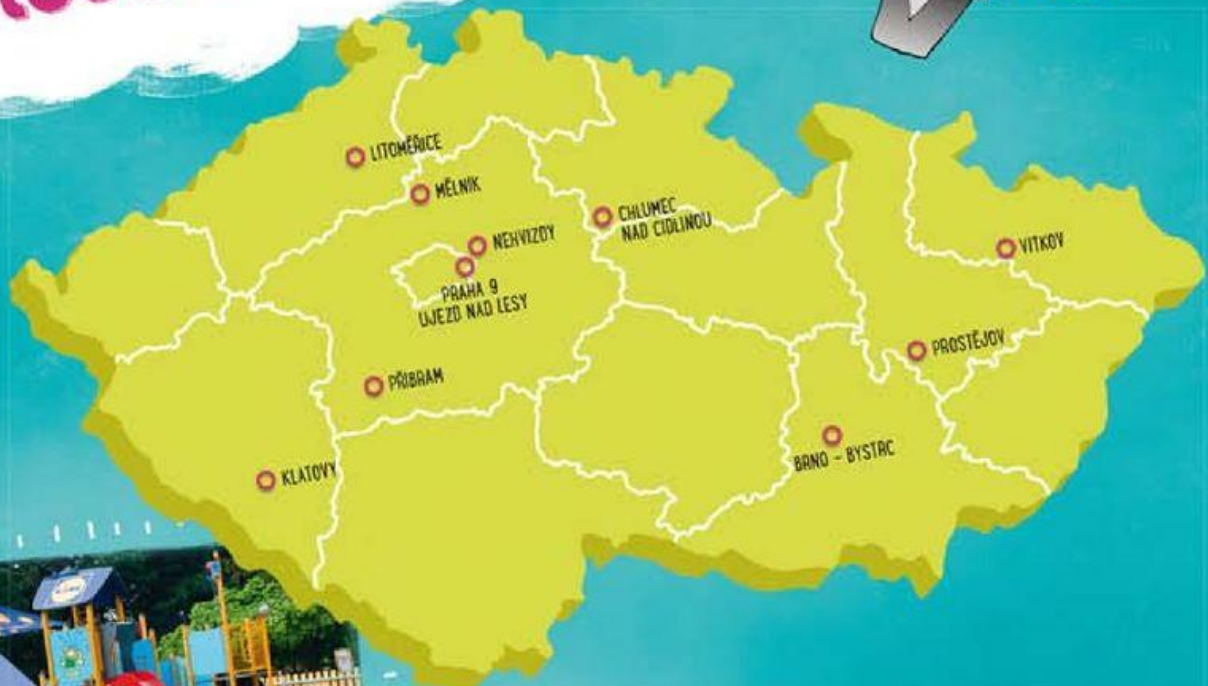 LITOMĚŘICE
MĚLNÍK
CHLUMEC
NAD CIDLINOU
NEHVIZDY
VÍTKOV
PRAHA 9
ÚJEZD NAD LESY
PROSTĚJOV
PŘÍBRAM
BRNO - BYSTRC
KLATOVY